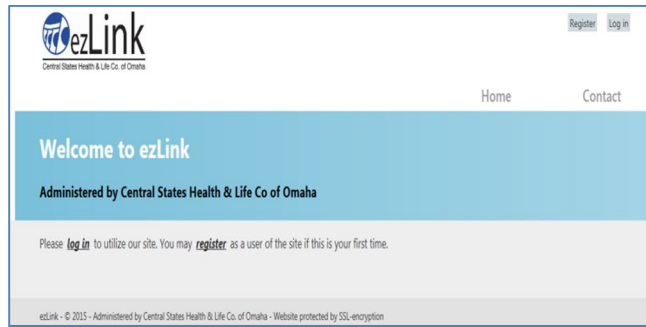 Register Log in
ezLink
Central States Health & Life Co. of Omaha
Home Contact
Welcome to ezLink
Administered by Central States Health & Life Co of Omaha
Please log in to utilize our site. You may register as a user of the site if this is your first time.
ezLink - © 2015 - Administered by Central States Health & Life Co. of Omaha - Website protected by SSL-encryption